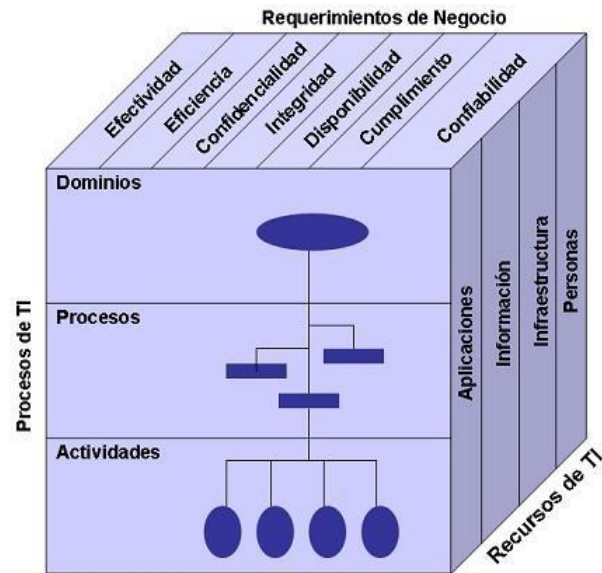 Requerimientos de Negocio
Efectividad
Eficiencia
Confidencialidad
Integridad
Disponibilidad
Cumplimiento
Confiabilidad
Procesos de TI
Dominios
Procesos
Actividades
Aplicaciones
Información
Infraestructura
Personas
Recursos de TI